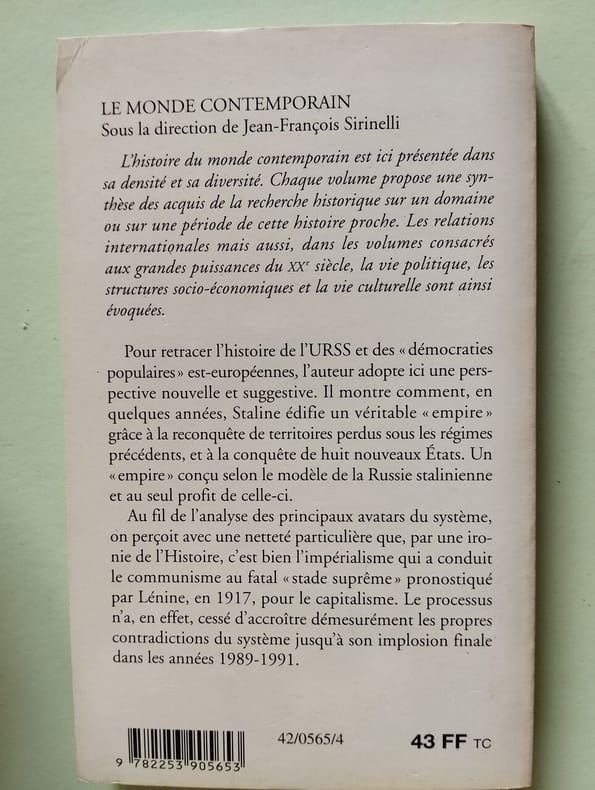 LE MONDE CONTEMPORAIN
Sous la direction de Jean-François Sirinelli
L'histoire du monde contemporain est ici présentée dans
sa densité et sa diversité. Chaque volume propose une syn-
thèse des acquis de la recherche historique sur un domaine
ou sur une période de cette histoire proche. Les relations
internationales mais aussi, dans les volumes consacrés
aux grandes puissances du XXe siècle, la vie politique, les
structures socio-économiques et la vie culturelle sont ainsi
évoquées.
Pour retracer l'histoire de l'URSS et des « démocraties
populaires » est-européennes, l'auteur adopte ici une pers-
pective nouvelle et suggestive. Il montre comment, en
quelques années, Staline édifie un véritable « empire »
grâce à la reconquête de territoires perdus sous les régimes
précédents, et à la conquête de huit nouveaux États. Un
« empire » conçu selon le modèle de la Russie stalinienne
et au seul profit de celle-ci.
Au fil de l'analyse des principaux avatars du système,
on perçoit avec une netteté particulière que, par une iro-
nie de l'Histoire, c'est bien l'impérialisme qui a conduit
le communisme au fatal « stade suprême » pronostiqué
par Lénine, en 1917, pour le capitalisme. Le processus
n'a, en effet, cessé d'accroître démesurément les propres
contradictions du système jusqu'à son implosion finale
dans les années 1989-1991.
42/0565/4
43 FF TC
9 782253 905653